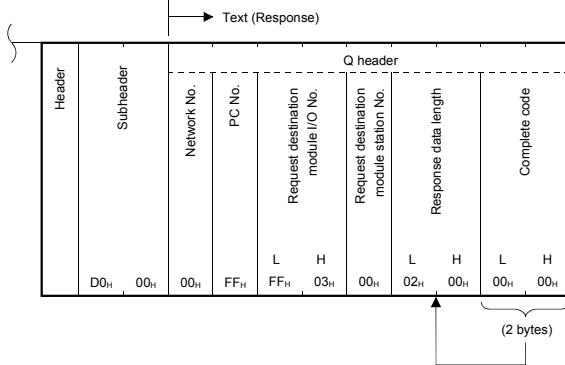 Text (Response)
Q header
Header
Subheader
Network No.
PC No.
Request destination
module I/O No.
Request destination
module station No.
Response data length
Complete code
L H L H L H
D0H 00H 00H FFH FFH 03H 00H 02H 00H 00H 00H
(2 bytes)